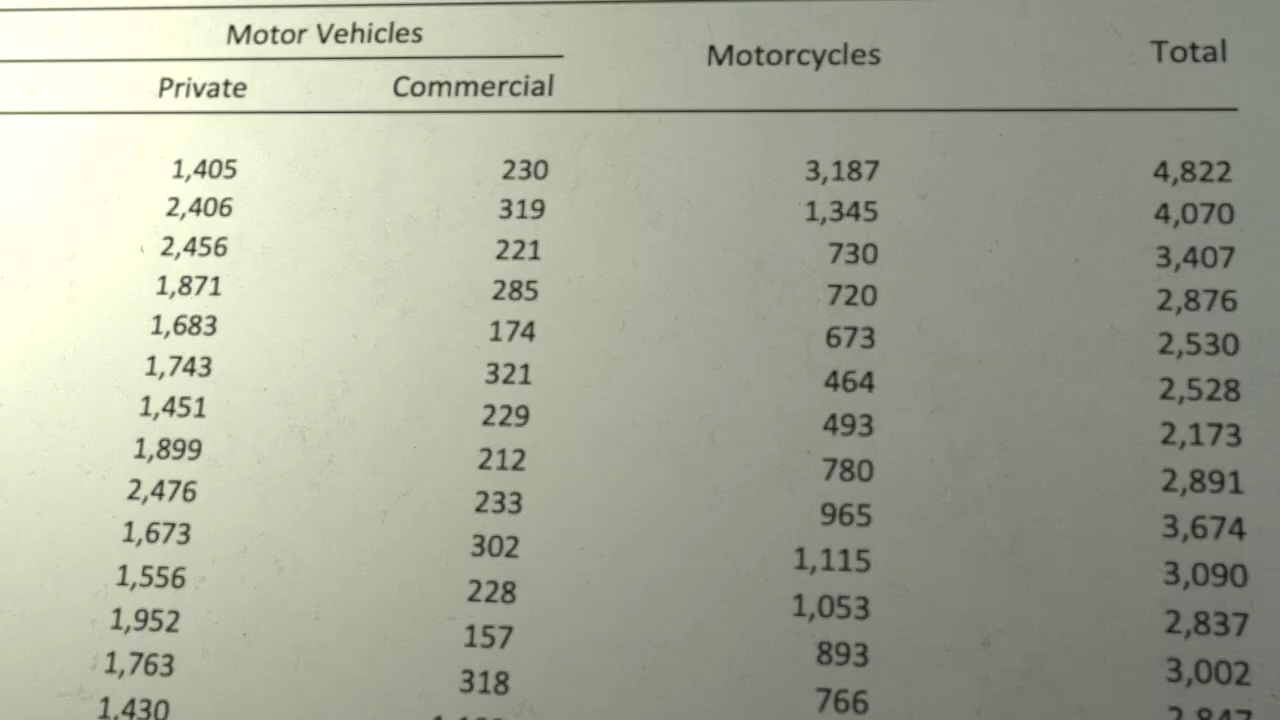 Motor Vehicles Motorcycles Total
Private Commercial
1,405 230 3,187 4,822
2,406 319 1,345 4,070
2,456 221 730 3,407
1,871 285 720 2,876
1,683 174 673 2,530
1,743 321 464 2,528
1,451 229 493 2,173
1,899 212 780 2,891
2,476 233 965 3,674
1,673 302 1,115 3,090
1,556 228 1,053 2,837
1,952 157 893 3,002
1,763 318 766 2,847
1,430